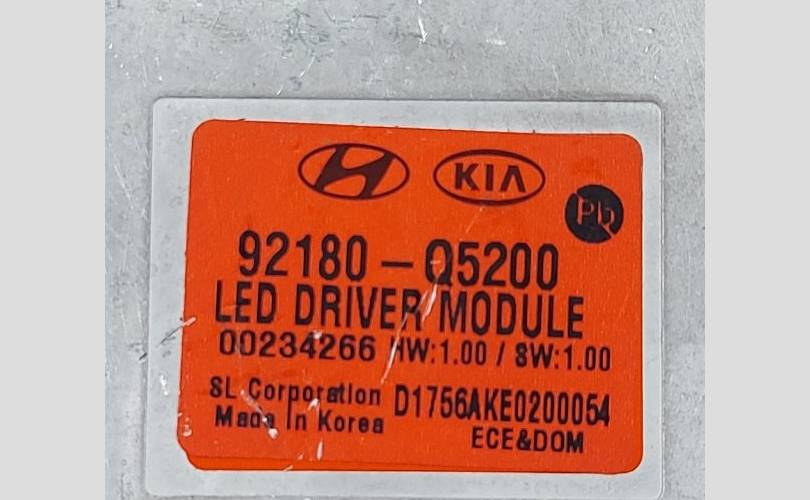 KIA
Pb
92180-Q5200
LED DRIVER MODULE
00234266 HW:1.00 / SW:1.00
SL Corporation D1756AKE0200054
Made In Korea
ECE&DOM